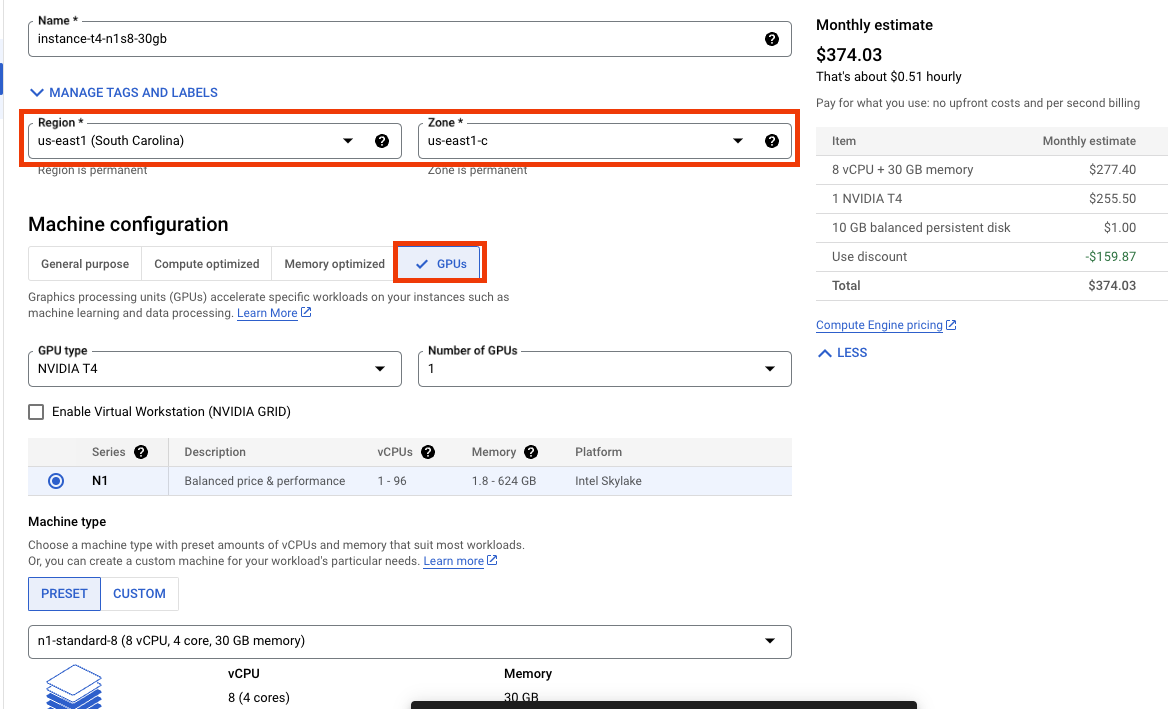 Name *
instance-t4-n1s8-30gb
MANAGE TAGS AND LABELS
Region *
us-east1 (South Carolina)
Region is permanent
Zone *
us-east1-c
Zone is permanent
Machine configuration
General purpose
Compute optimized
Memory optimized
GPUs
Graphics processing units (GPUs) accelerate specific workloads on your instances such as
machine learning and data processing. Learn More
GPU type
NVIDIA T4
Number of GPUs
1
Enable Virtual Workstation (NVIDIA GRID)
Series Description vCPUs Memory Platform
N1 Balanced price & performance 1 - 96 1.8 - 624 GB Intel Skylake
Machine type
Choose a machine type with preset amounts of vCPUs and memory that suit most workloads.
Or, you can create a custom machine for your workload's particular needs. Learn more
PRESET CUSTOM
n1-standard-8 (8 vCPU, 4 core, 30 GB memory)
vCPU
8 (4 cores)
Memory
30 GB
Monthly estimate
$374.03
That's about $0.51 hourly
Pay for what you use: no upfront costs and per second billing
Item Monthly estimate
8 vCPU + 30 GB memory $277.40
1 NVIDIA T4 $255.50
10 GB balanced persistent disk $1.00
Use discount -$159.87
Total $374.03
Compute Engine pricing
LESS